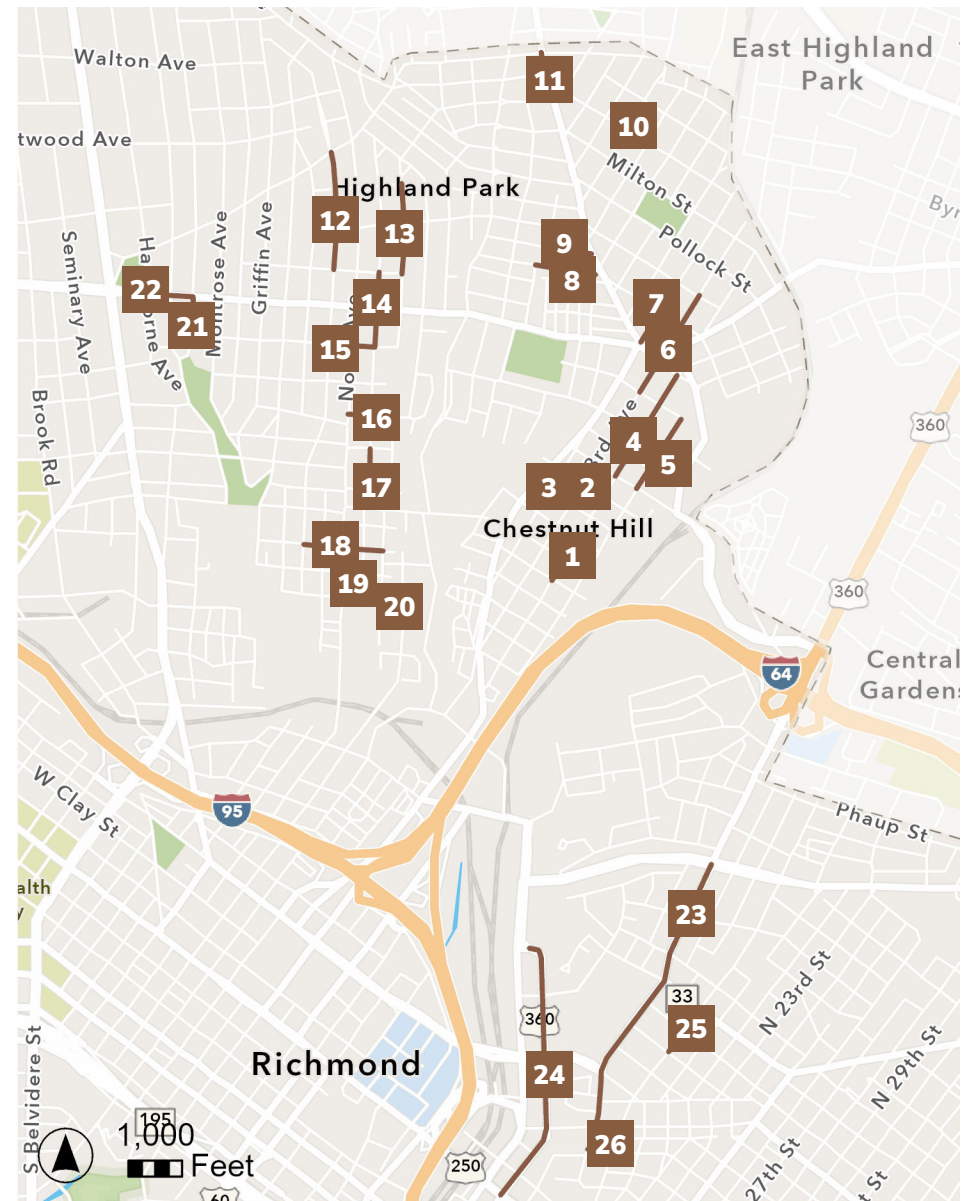 East Highland
Park
Walton Ave
11
10
twood Ave
Milton St
Highland Park
12
13
Byr
9
8
Pollock St
Seminary Ave
Montrose Ave
Griffin Ave
22
21
14
7
6
15
16
Brook Rd
3rd Ave
4
5
360
17
3
2
Chestnut Hill
1
18
19
20
360
64
Central
Gardens
W Clay St
95
Phaup St
alth
y
23
33
25
N 23rd St
360
24
N 29th St
Richmond
S Belvidere St
195
1,000
Feet
26
250
27th St
t St
60